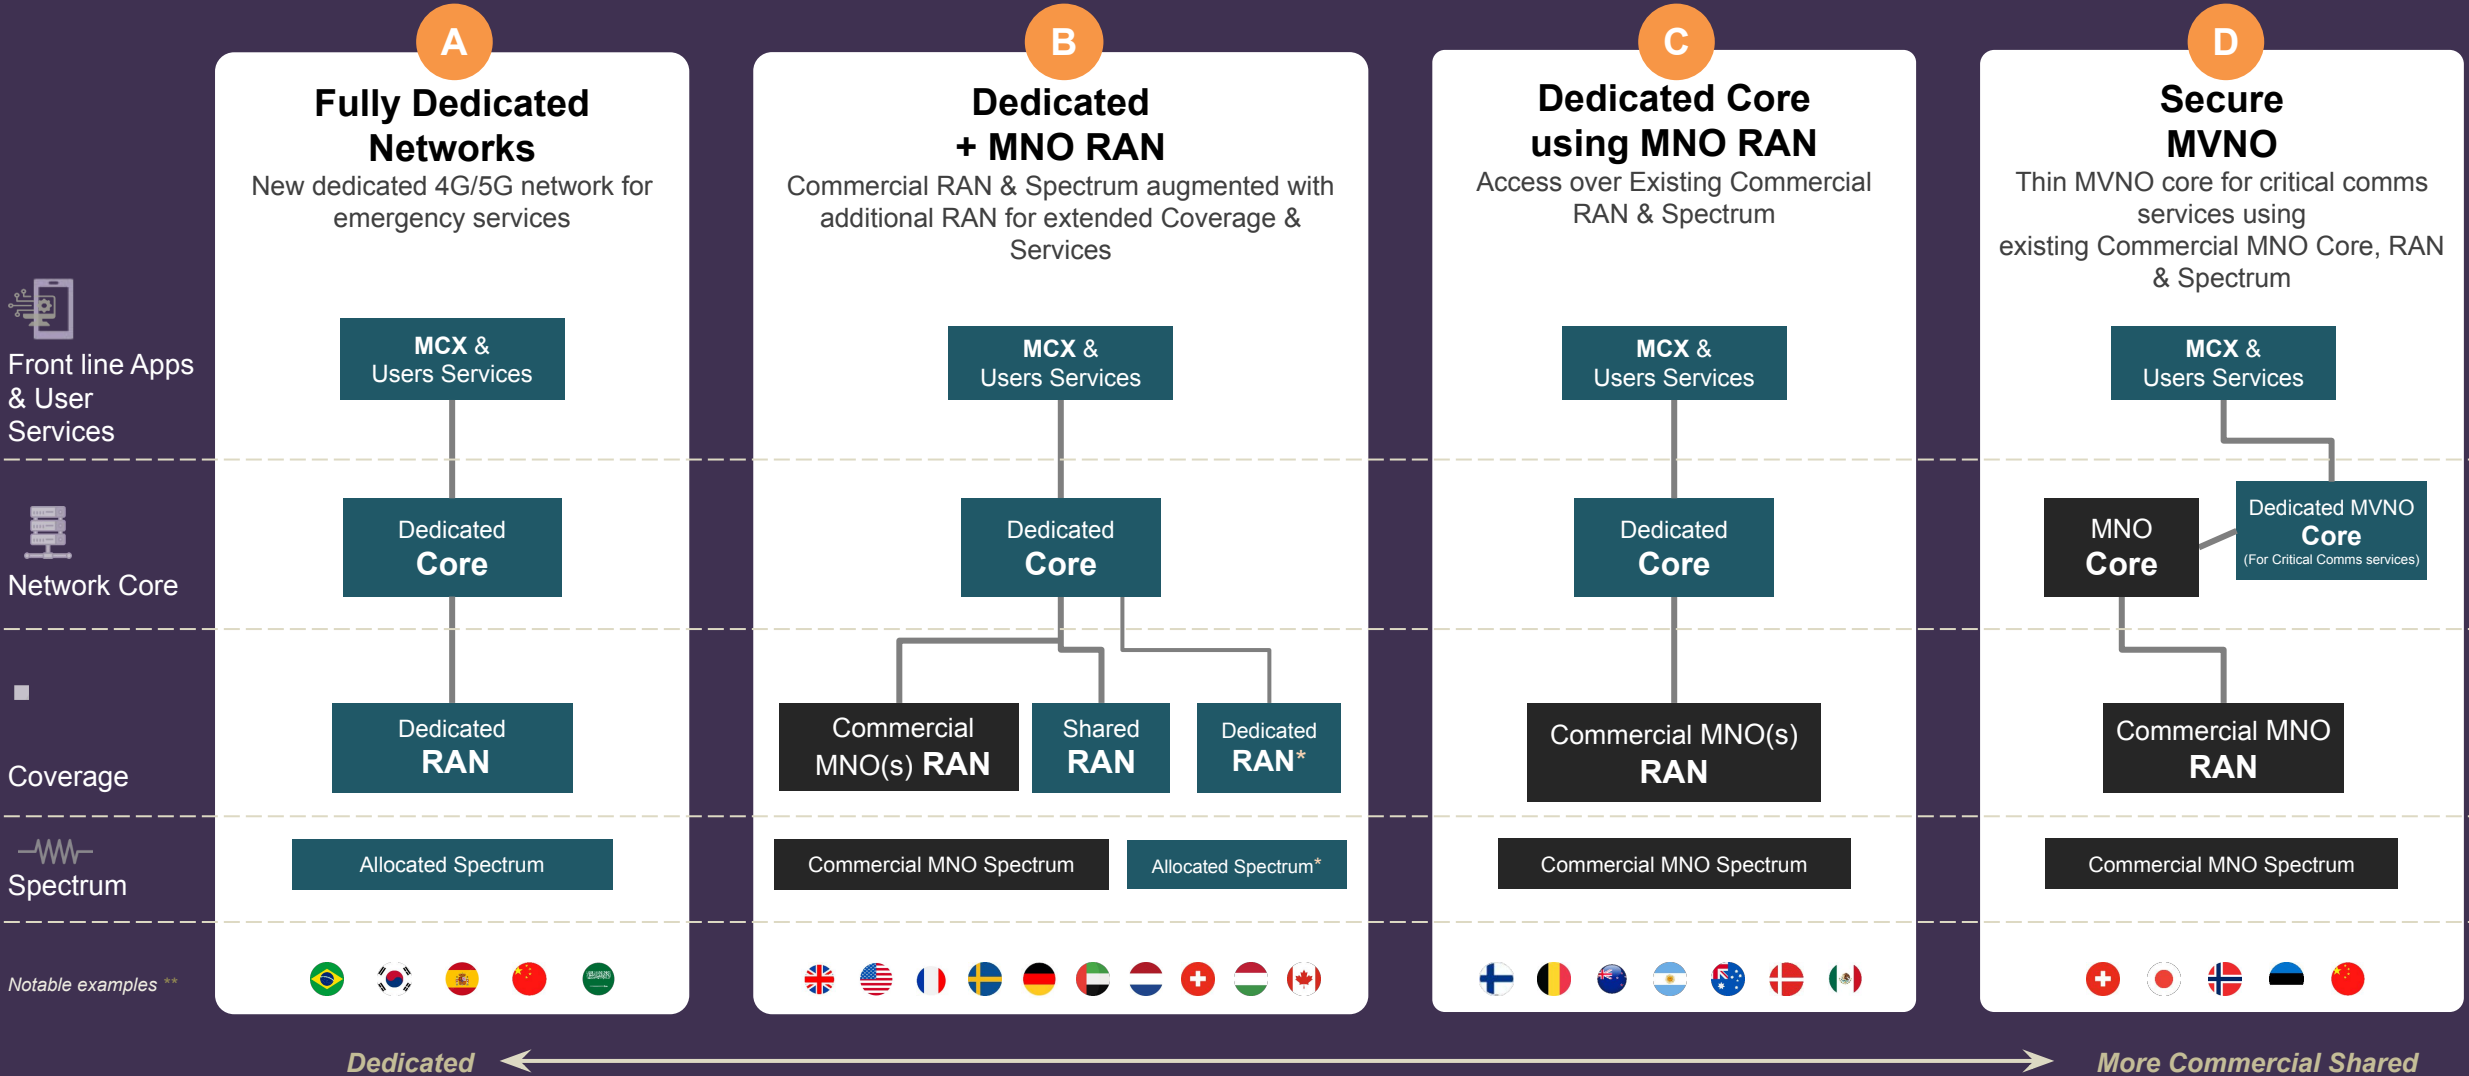 A
Fully Dedicated
Networks
New dedicated 4G/5G network for
emergency services
B
Dedicated
+ MNO RAN
Commercial RAN & Spectrum augmented with
additional RAN for extended Coverage &
Services
C
Dedicated Core
using MNO RAN
Access over Existing Commercial
RAN & Spectrum
D
Secure
MVNO
Thin MVNO core for critical comms
services using
existing Commercial MNO Core, RAN
& Spectrum
Front line Apps
& User
Services
MCX &
Users Services
MCX &
Users Services
MCX &
Users Services
MCX &
Users Services
Network Core
Dedicated
Core
Dedicated
Core
Dedicated
Core
MNO
Core
Dedicated MVNO
Core
(For Critical Comms services)
Coverage
Dedicated
RAN
Commercial
MNO(s) RAN
Shared
RAN
Dedicated
RAN*
Commercial MNO(s)
RAN
Commercial MNO
RAN
Spectrum
Allocated Spectrum
Commercial MNO Spectrum
Allocated Spectrum*
Commercial MNO Spectrum
Commercial MNO Spectrum
Notable examples **
Dedicated
More Commercial Shared